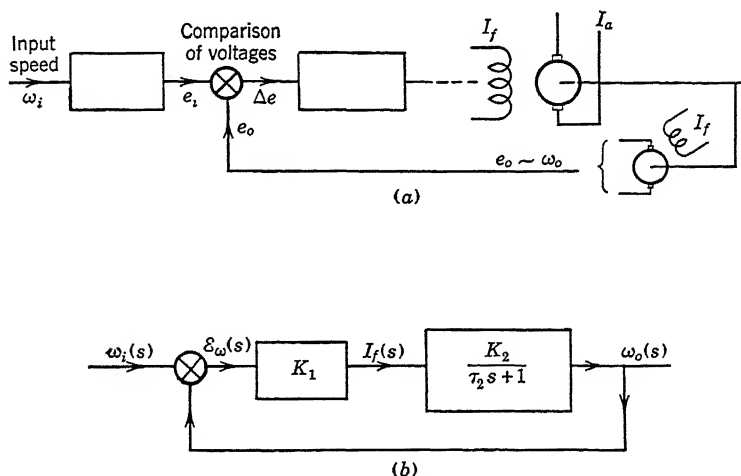 Input
speed
ω_i
e_i
Comparison
of voltages
Δe
e_o
I_f
I_a
I_f
e_o ~ ω_o
(a)
ω_i(s)
ℰ_ω(s)
K_1
I_f(s)
K_2
τ_2 s + 1
ω_o(s)
(b)